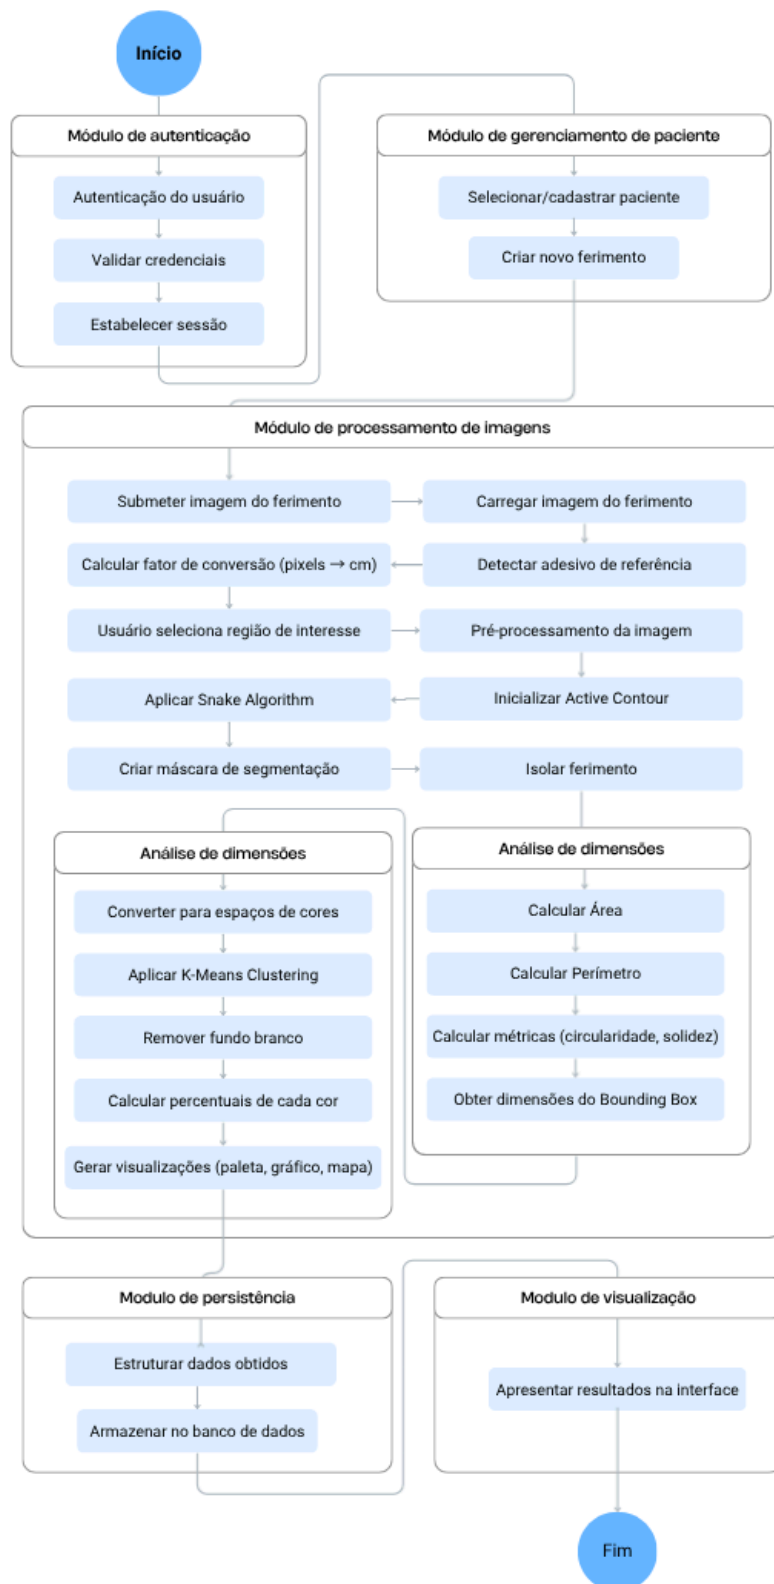 Início
Módulo de autenticação
Autenticação do usuário
Validar credenciais
Estabelecer sessão
Módulo de gerenciamento de paciente
Selecionar/cadastrar paciente
Criar novo ferimento
Módulo de processamento de imagens
Submeter imagem do ferimento
Carregar imagem do ferimento
Detectar adesivo de referência
Calcular fator de conversão (pixels → cm)
Usuário seleciona região de interesse
Pré-processamento da imagem
Inicializar Active Contour
Aplicar Snake Algorithm
Criar máscara de segmentação
Isolar ferimento
Análise de dimensões
Calcular Área
Calcular Perímetro
Calcular métricas (circularidade, solidez)
Obter dimensões do Bounding Box
Análise de dimensões
Converter para espaços de cores
Aplicar K-Means Clustering
Remover fundo branco
Calcular percentuais de cada cor
Gerar visualizações (paleta, gráfico, mapa)
Modulo de persistência
Estruturar dados obtidos
Armazenar no banco de dados
Modulo de visualização
Apresentar resultados na interface
Fim